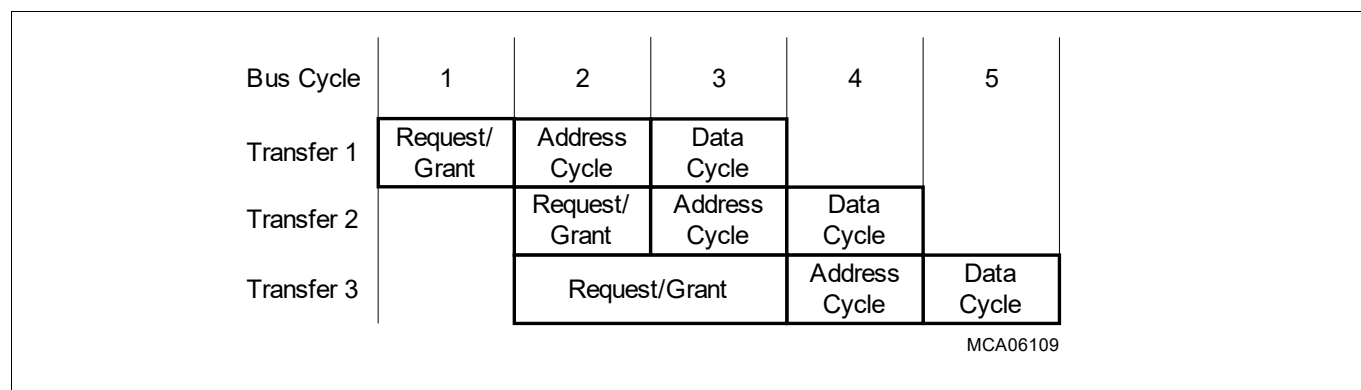 Bus Cycle 1 2 3 4 5
Transfer 1 Request/ Grant Address Cycle Data Cycle
Transfer 2 Request/ Grant Address Cycle Data Cycle
Transfer 3 Request/Grant Address Cycle Data Cycle
MCA06109